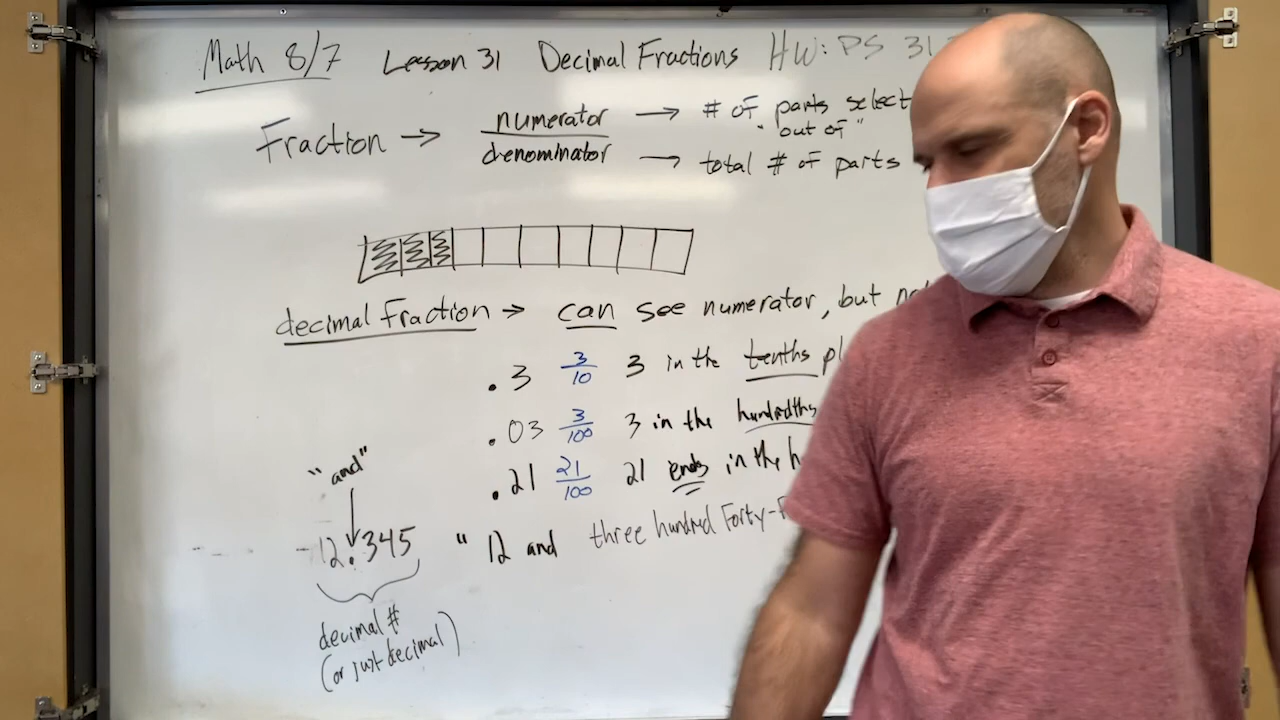 Math 8/7 Lesson 31 Decimal Fractions HW: PS 31
Fraction → numerator → # of parts select
"out of"
denominator → total # of parts
decimal fraction → can see numerator, but
.3 3/10 3 in the tenths
.03 3/100 3 in the hundredths
.21 21/100 21 ends in the
"and"
12.345 "12 and three hundred Forty-
decimal #
(or just decimal)